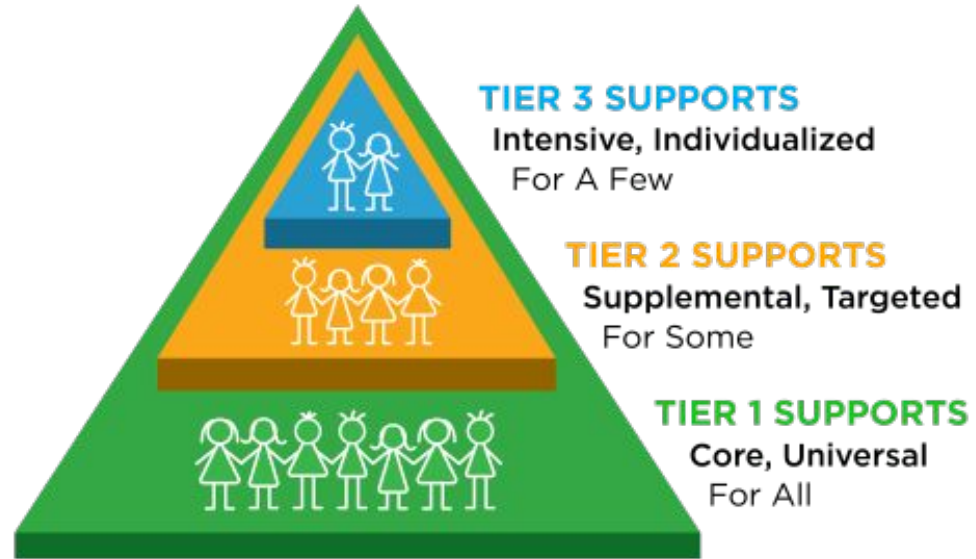 TIER 3 SUPPORTS
Intensive, Individualized
For A Few
TIER 2 SUPPORTS
Supplemental, Targeted
For Some
TIER 1 SUPPORTS
Core, Universal
For All